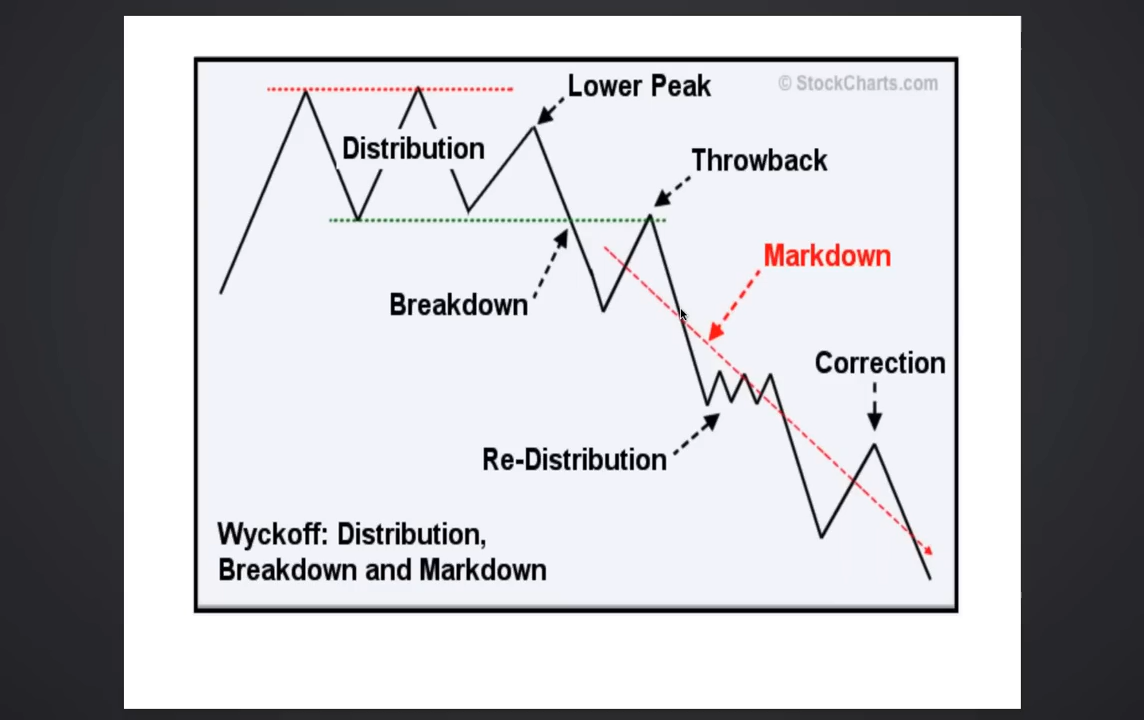 © StockCharts.com
Lower Peak
Distribution
Throwback
Markdown
Breakdown
Correction
Re-Distribution
Wyckoff: Distribution,
Breakdown and Markdown